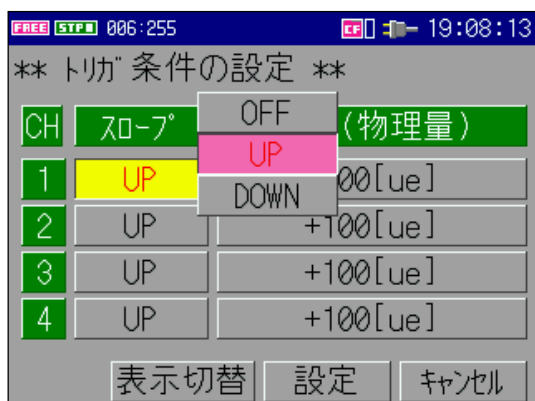 FREE STPⅡ 006:255 CF 19:08:13
** ﾄﾘｶﾞ条件の設定 **
CH ｽﾛｰﾌﾟ (物理量)
OFF
UP
DOWN
1 UP 00[ue]
2 UP +100[ue]
3 UP +100[ue]
4 UP +100[ue]
表示切替 設定 ｷｬﾝｾﾙ